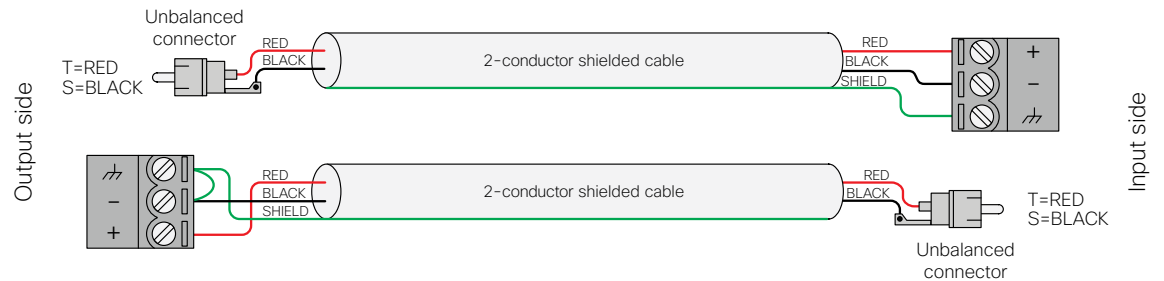 Unbalanced
connector
RED
BLACK
T=RED
S=BLACK
2-conductor shielded cable
RED
BLACK
SHIELD
+
−
Output side
Input side
−
+
RED
BLACK
SHIELD
2-conductor shielded cable
RED
BLACK
T=RED
S=BLACK
Unbalanced
connector